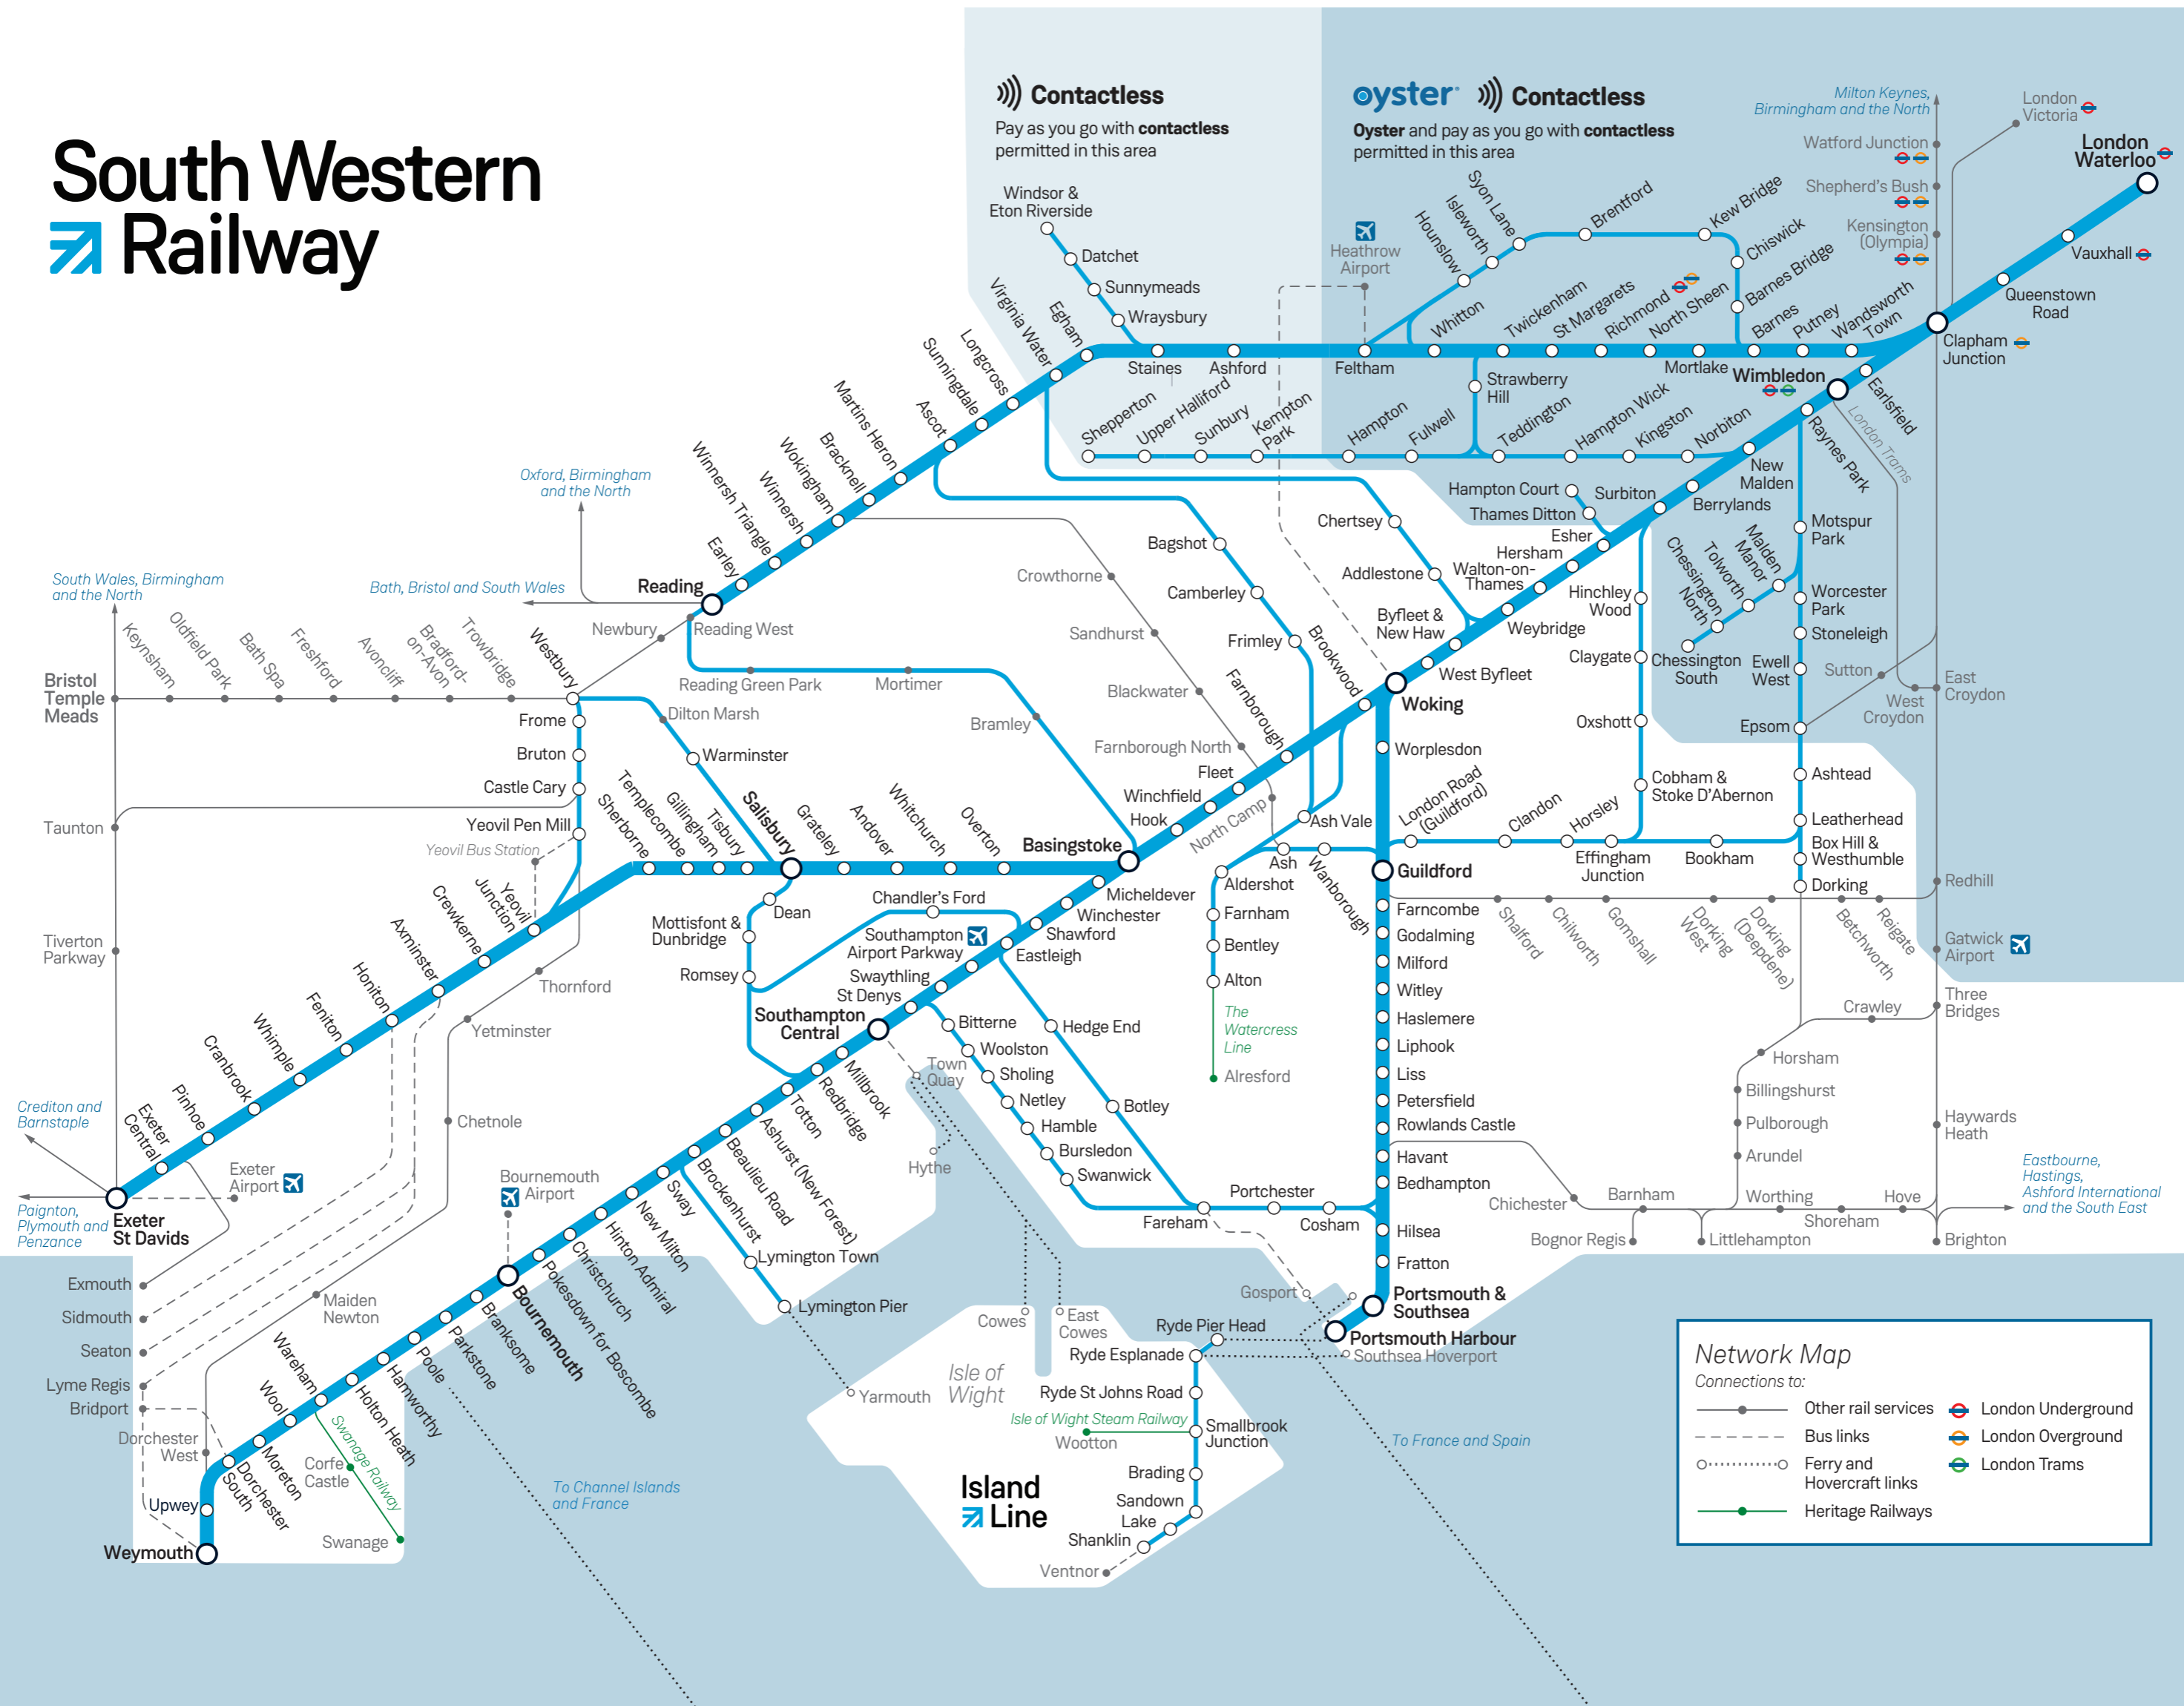 South Western
Railway
Contactless
Pay as you go with contactless
permitted in this area
oyster
Contactless
Oyster and pay as you go with contactless
permitted in this area
Milton Keynes,
Birmingham and the North
London
Victoria
London
Waterloo
Watford Junction
Shepherd's Bush
Kensington
(Olympia)
Vauxhall
Queenstown
Road
Clapham
Junction
Windsor &
Eton Riverside
Datchet
Sunnymeads
Wraysbury
Heathrow
Airport
Hounslow
Isleworth
Syon Lane
Brentford
Kew Bridge
Chiswick
Barnes Bridge
Virginia Water
Egham
Staines
Ashford
Feltham
Whitton
Twickenham
St Margarets
Richmond
North Sheen
Mortlake
Barnes
Putney
Wandsworth
Town
Wimbledon
Earlsfield
London Trams
Raynes Park
Strawberry
Hill
Shepperton
Upper Halliford
Sunbury
Kempton
Park
Hampton
Fulwell
Teddington
Hampton Wick
Kingston
Norbiton
New
Malden
Berrylands
Surbiton
Hampton Court
Thames Ditton
Esher
Hersham
Walton-on-
Thames
Weybridge
Byfleet &
New Haw
West Byfleet
Woking
Chertsey
Addlestone
Longcross
Sunningdale
Ascot
Martins Heron
Bracknell
Wokingham
Winnersh
Winnersh Triangle
Earley
Reading
Oxford, Birmingham
and the North
Bath, Bristol and South Wales
South Wales, Birmingham
and the North
Bagshot
Camberley
Frimley
Crowthorne
Sandhurst
Blackwater
Farnborough North
North Camp
Brookwood
Farnborough
Fleet
Winchfield
Hook
Basingstoke
Newbury
Reading West
Reading Green Park
Mortimer
Bramley
Bristol
Temple
Meads
Keynsham
Oldfield Park
Bath Spa
Freshford
Avoncliff
Bradford-
on-Avon
Trowbridge
Westbury
Frome
Bruton
Castle Cary
Yeovil Pen Mill
Yeovil Bus Station
Dilton Marsh
Warminster
Taunton
Tiverton
Parkway
Motspur
Park
Malden
Manor
Tolworth
Chessington
North
Chessington
South
Worcester
Park
Stoneleigh
Ewell
West
Epsom
Ashtead
Leatherhead
Box Hill &
Westhumble
Dorking
Hinchley
Wood
Claygate
Oxshott
Cobham &
Stoke D'Abernon
Sutton
West
Croydon
East
Croydon
Redhill
Gatwick
Airport
Three
Bridges
Crawley
Haywards
Heath
Worplesdon
London Road
(Guildford)
Clandon
Horsley
Effingham
Junction
Bookham
Guildford
Shalford
Chilworth
Gomshall
Dorking
West
Dorking
(Deepdene)
Betchworth
Reigate
Ash Vale
Ash
Wanborough
Aldershot
Farnham
Bentley
Alton
The
Watercress
Line
Alresford
Sherborne
Templecombe
Gillingham
Tisbury
Salisbury
Grateley
Andover
Whitchurch
Overton
Yeovil
Junction
Crewkerne
Axminster
Honiton
Feniton
Whimple
Cranbrook
Pinhoe
Exeter
Central
Exeter
St Davids
Exeter
Airport
Crediton and
Barnstaple
Paignton,
Plymouth and
Penzance
Exmouth
Sidmouth
Seaton
Lyme Regis
Bridport
Thornford
Yetminster
Chetnole
Maiden
Newton
Dorchester
West
Dean
Mottisfont &
Dunbridge
Romsey
Chandler's Ford
Micheldever
Winchester
Shawford
Eastleigh
Southampton
Airport Parkway
Swaythling
St Denys
Southampton
Central
Millbrook
Redbridge
Totton
Ashurst (New Forest)
Beaulieu Road
Brockenhurst
Sway
New Milton
Hinton Admiral
Christchurch
Pokesdown for Boscombe
Bournemouth
Bournemouth
Airport
Branksome
Parkstone
Poole
Hamworthy
Holton Heath
Wareham
Wool
Moreton
Dorchester
South
Upwey
Weymouth
Swanage Railway
Corfe
Castle
Swanage
Lymington Town
Lymington Pier
Yarmouth
Town
Quay
Hythe
Bitterne
Woolston
Sholing
Netley
Hamble
Bursledon
Swanwick
Hedge End
Botley
Fareham
Portchester
Cosham
Farncombe
Godalming
Milford
Witley
Haslemere
Liphook
Liss
Petersfield
Rowlands Castle
Havant
Bedhampton
Hilsea
Fratton
Portsmouth &
Southsea
Portsmouth Harbour
Southsea Hoverport
Gosport
Horsham
Billingshurst
Pulborough
Arundel
Chichester
Barnham
Bognor Regis
Littlehampton
Worthing
Shoreham
Hove
Brighton
Eastbourne,
Hastings,
Ashford International
and the South East
Cowes
East
Cowes
Isle of
Wight
Ryde Pier Head
Ryde Esplanade
Ryde St Johns Road
Isle of Wight Steam Railway
Wootton
Smallbrook
Junction
Brading
Sandown
Lake
Shanklin
Ventnor
Island
Line
To Channel Islands
and France
To France and Spain
Network Map
Connections to:
Other rail services
Bus links
Ferry and
Hovercraft links
Heritage Railways
London Underground
London Overground
London Trams